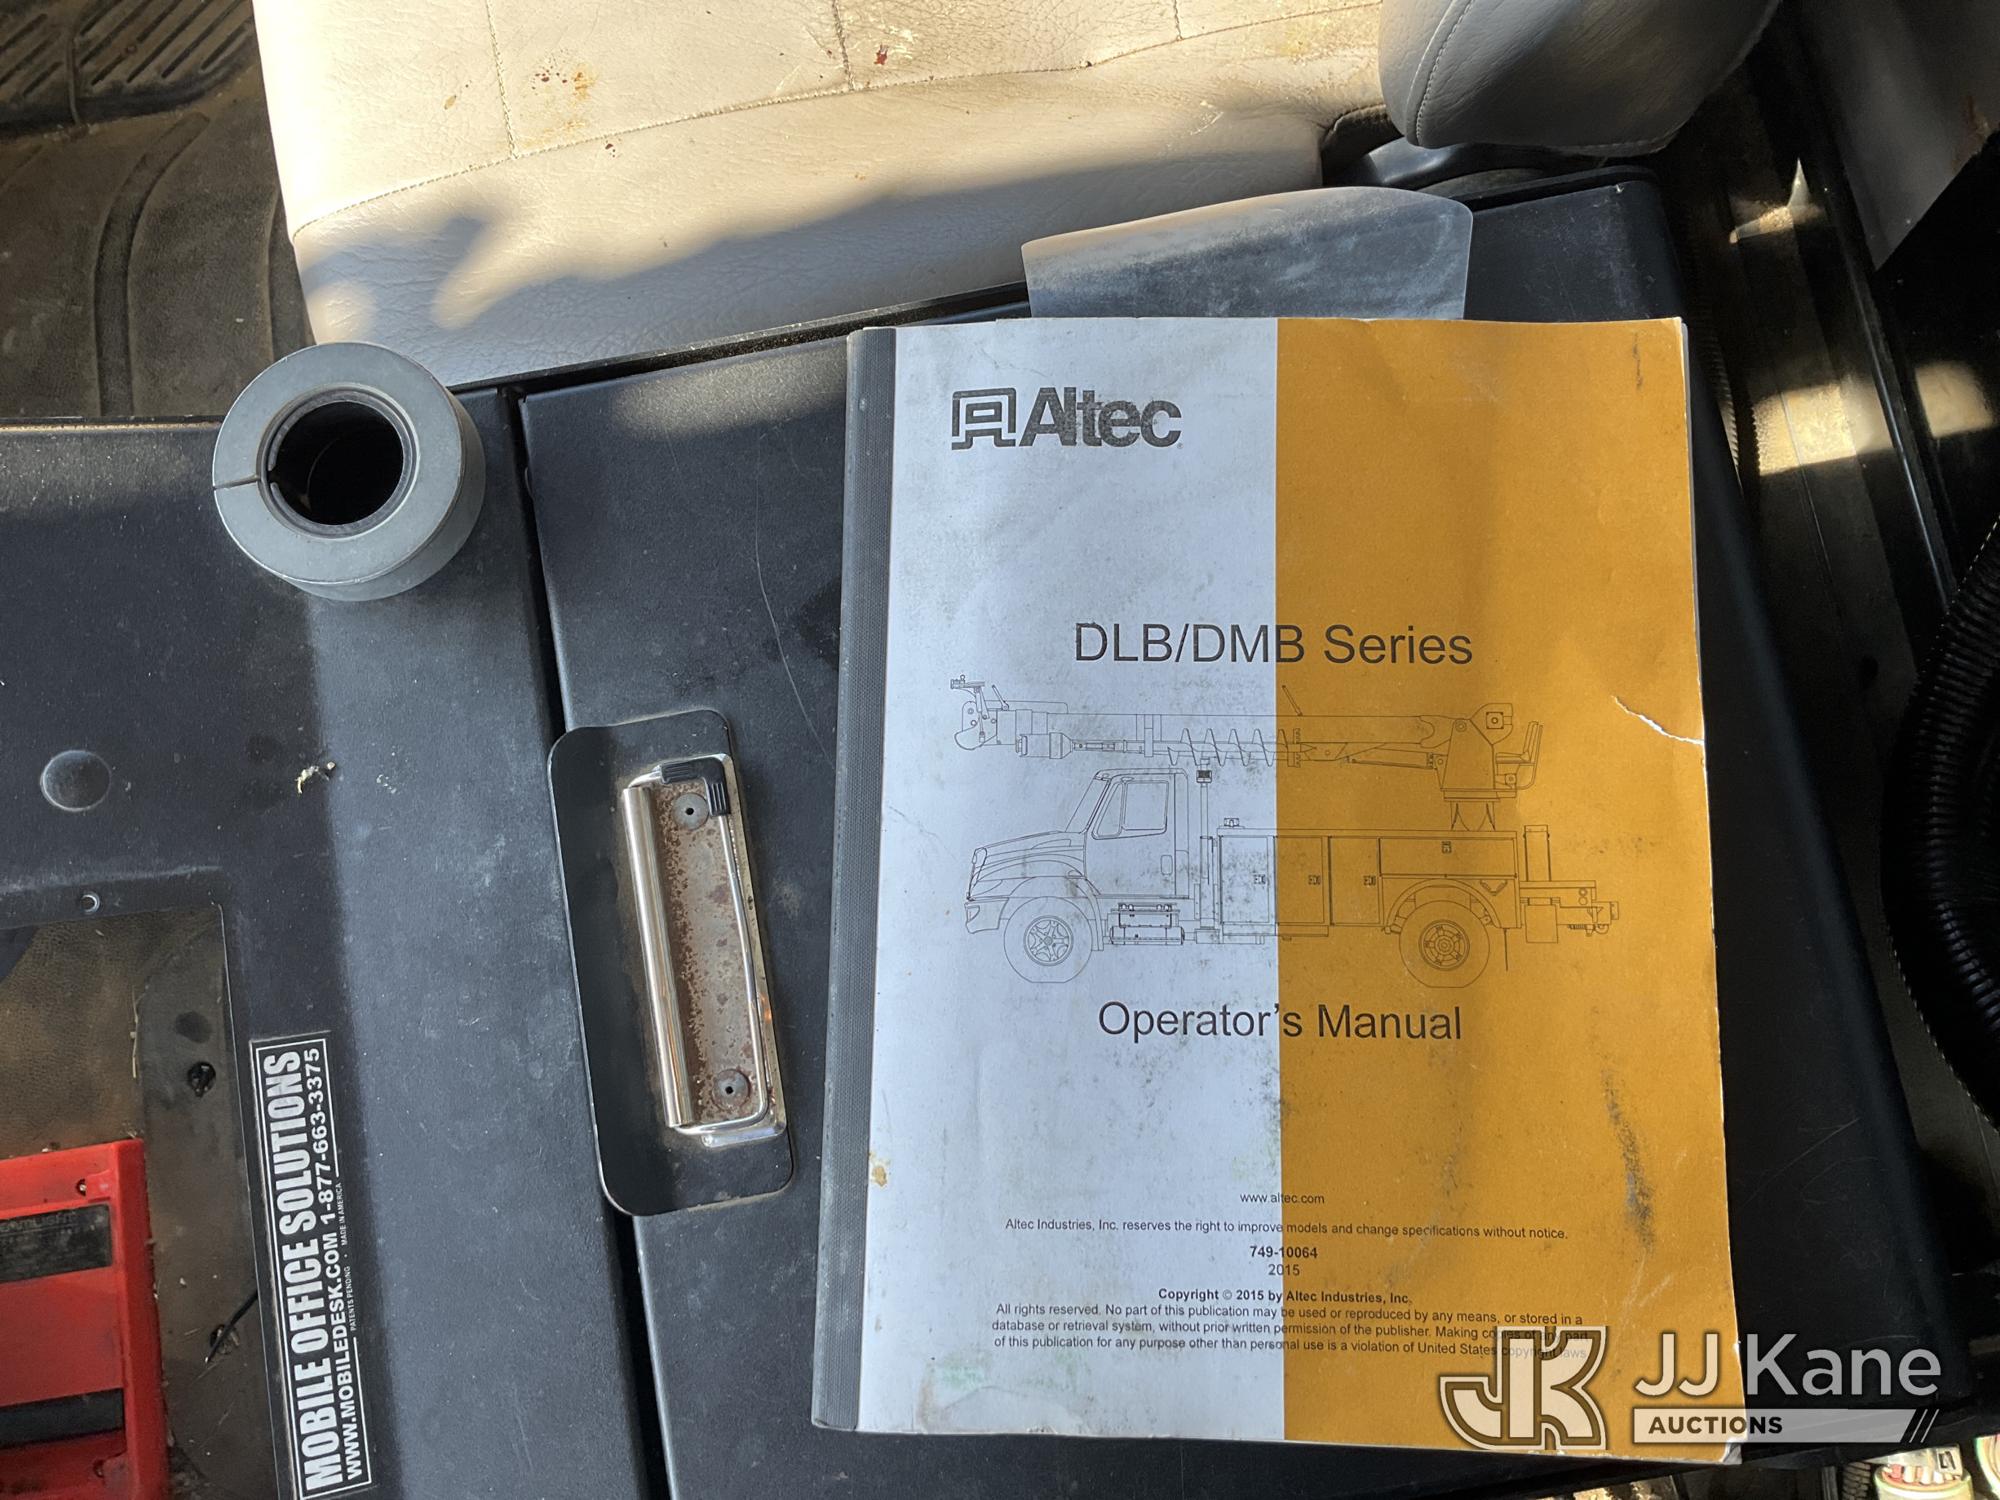 Altec
DLB/DMB Series
Operator's Manual
www.altec.com
Altec Industries, Inc. reserves the right to improve models and change specifications without notice.
749-10064
2015
Copyright © 2015 by Altec Industries, Inc.
All rights reserved. No part of this publication may be used or reproduced by any means, or stored in a
database or retrieval system, without prior written permission of the publisher. Making copies of any part
of this publication for any purpose other than personal use is a violation of United States copyright laws
MOBILE OFFICE SOLUTIONS
WWW.MOBILEDESK.COM 1-877-663-3375
PATENTS PENDING • MADE IN AMERICA
JK
JJ Kane
AUCTIONS